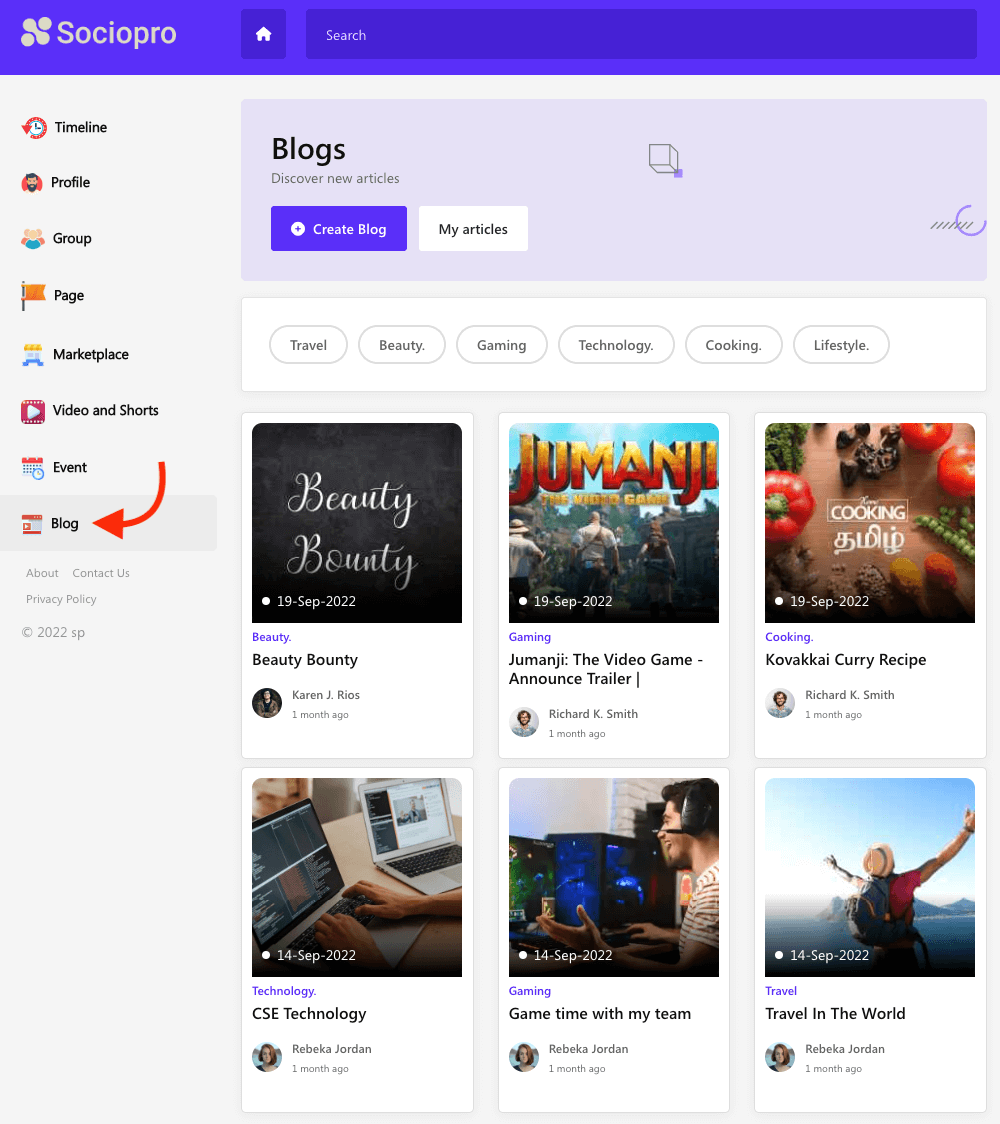 Sociopro
Search
Timeline
Profile
Group
Page
Marketplace
Video and Shorts
Event
Blog
About Contact Us
Privacy Policy
© 2022 sp
Blogs
Discover new articles
Create Blog My articles
Travel Beauty. Gaming Technology. Cooking. Lifestyle.
Beauty
Bounty
19-Sep-2022
Beauty.
Beauty Bounty
Karen J. Rios
1 month ago
JUMANJI
THE VIDEO GAME
19-Sep-2022
Gaming
Jumanji: The Video Game -
Announce Trailer |
Richard K. Smith
1 month ago
COOKING
தமிழ்
19-Sep-2022
Cooking.
Kovakkai Curry Recipe
Richard K. Smith
1 month ago
14-Sep-2022
Technology.
CSE Technology
Rebeka Jordan
1 month ago
14-Sep-2022
Gaming
Game time with my team
Rebeka Jordan
1 month ago
14-Sep-2022
Travel
Travel In The World
Rebeka Jordan
1 month ago